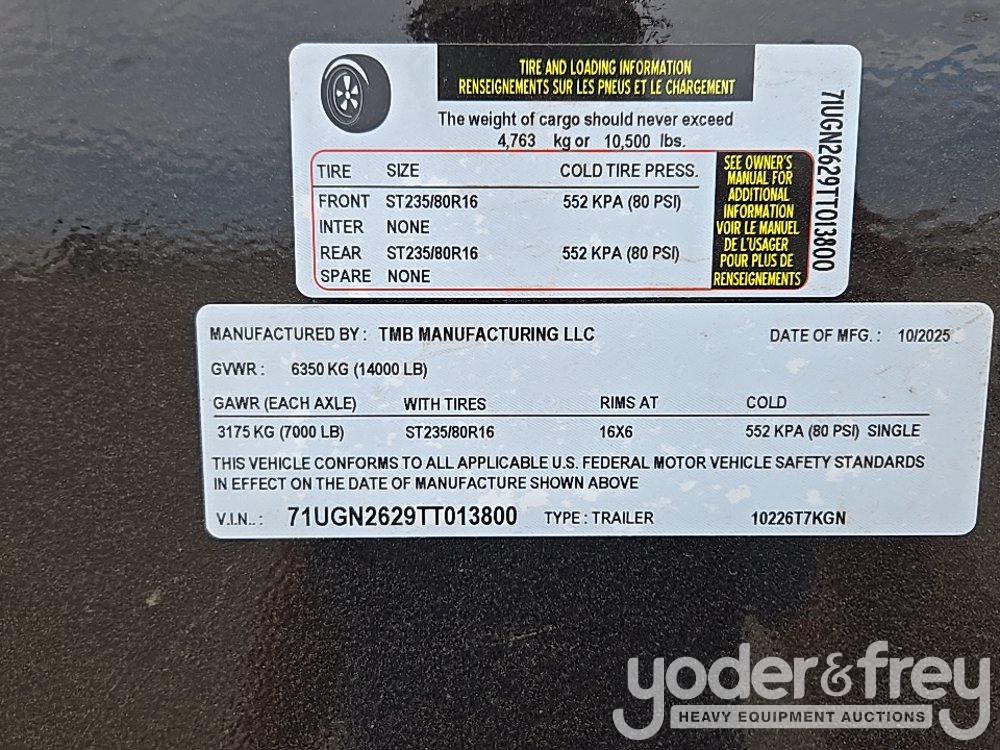 TIRE AND LOADING INFORMATION
RENSEIGNEMENTS SUR LES PNEUS ET LE CHARGEMENT
The weight of cargo should never exceed
4,763 kg or 10,500 lbs.
TIRE SIZE COLD TIRE PRESS.
FRONT ST235/80R16 552 KPA (80 PSI)
INTER NONE
REAR ST235/80R16 552 KPA (80 PSI)
SPARE NONE
SEE OWNER'S
MANUAL FOR
ADDITIONAL
INFORMATION
VOIR LE MANUEL
DE L'USAGER
POUR PLUS DE
RENSEIGNEMENTS
71UGN2629TT013800
MANUFACTURED BY : TMB MANUFACTURING LLC DATE OF MFG. : 10/2025
GVWR : 6350 KG (14000 LB)
GAWR (EACH AXLE) WITH TIRES RIMS AT COLD
3175 KG (7000 LB) ST235/80R16 16X6 552 KPA (80 PSI) SINGLE
THIS VEHICLE CONFORMS TO ALL APPLICABLE U.S. FEDERAL MOTOR VEHICLE SAFETY STANDARDS
IN EFFECT ON THE DATE OF MANUFACTURE SHOWN ABOVE
V.I.N.. : 71UGN2629TT013800 TYPE : TRAILER 10226T7KGN
yoder&frey
HEAVY EQUIPMENT AUCTIONS